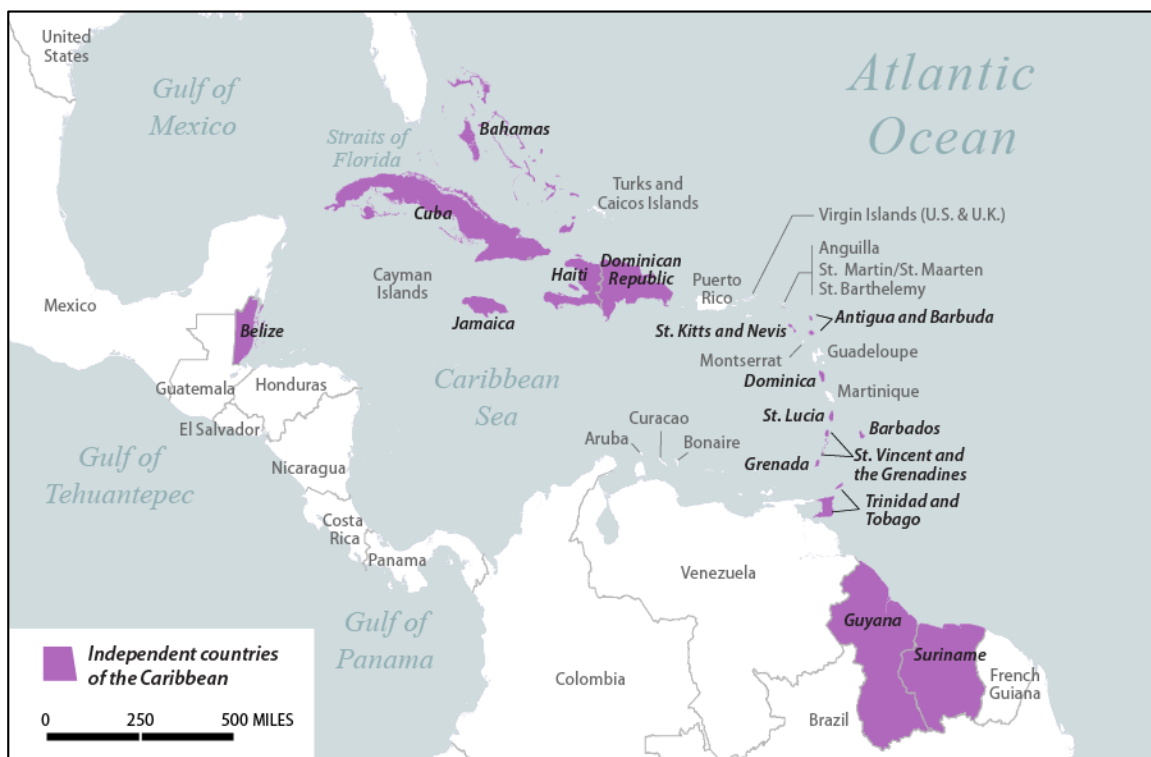 United
States
Gulf of
Mexico
Atlantic
Ocean
Bahamas
Straits of
Florida
Turks and
Caicos Islands
Cuba
Virgin Islands (U.S. & U.K.)
Anguilla
St. Martin/St. Maarten
St. Barthelemy
Haiti
Dominican
Republic
Puerto
Rico
Cayman
Islands
Mexico
Jamaica
Belize
St. Kitts and Nevis
Antigua and Barbuda
Montserrat
Guadeloupe
Guatemala
Honduras
Caribbean
Sea
Dominica
Martinique
El Salvador
St. Lucia
Barbados
Curacao
Aruba
Bonaire
Grenada
St. Vincent and
the Grenadines
Gulf of
Tehuantepec
Nicaragua
Trinidad and
Tobago
Costa
Rica
Panama
Venezuela
Gulf of
Panama
Guyana
Suriname
French
Guiana
Colombia
Brazil
Independent countries
of the Caribbean
0 250 500 MILES